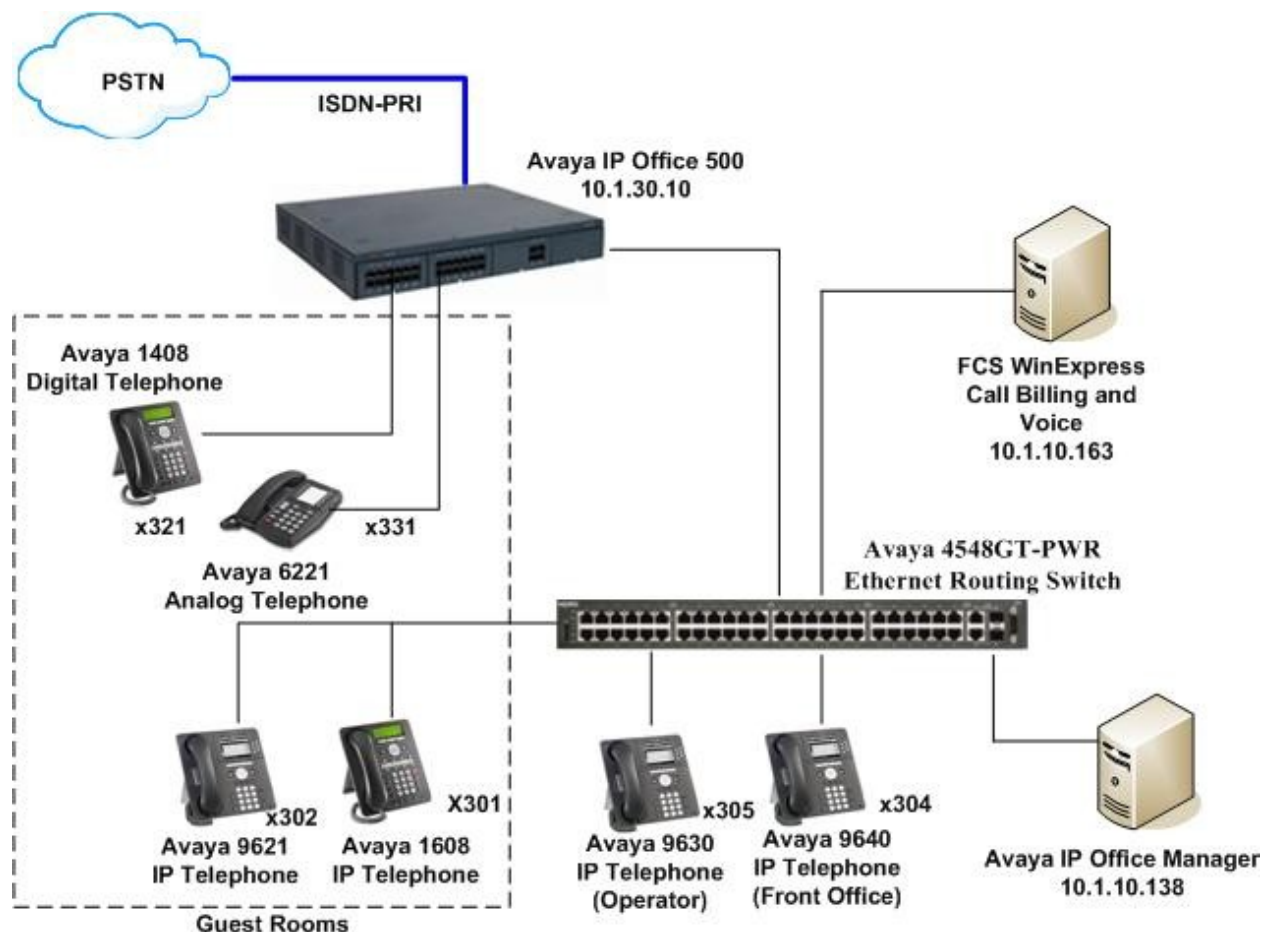 PSTN
ISDN-PRI
Avaya IP Office 500
10.1.30.10
Avaya 1408
Digital Telephone
x321
x331
Avaya 6221
Analog Telephone
FCS WinExpress
Call Billing and
Voice
10.1.10.163
Avaya 4548GT-PWR
Ethernet Routing Switch
x302
Avaya 9621
IP Telephone
X301
Avaya 1608
IP Telephone
x305
Avaya 9630
IP Telephone
(Operator)
x304
Avaya 9640
IP Telephone
(Front Office)
Avaya IP Office Manager
10.1.10.138
Guest Rooms